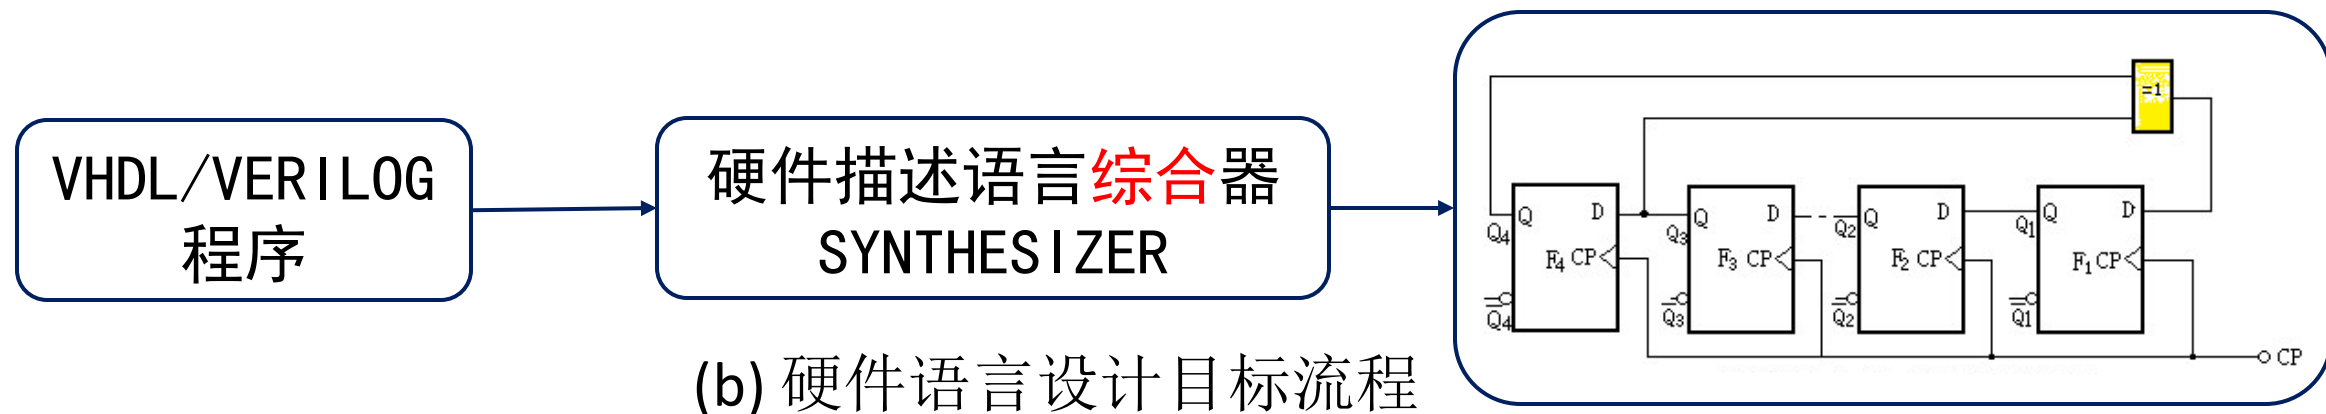 VHDL/VERILOG
程序
硬件描述语言综合器
SYNTHESIZER
=1
Q D
Q4
F4 CP
Q4
Q D
Q3
F3 CP
Q3
Q D
Q2
F2 CP
Q2
Q D
Q1
F1 CP
Q1
CP
(b) 硬件语言设计目标流程